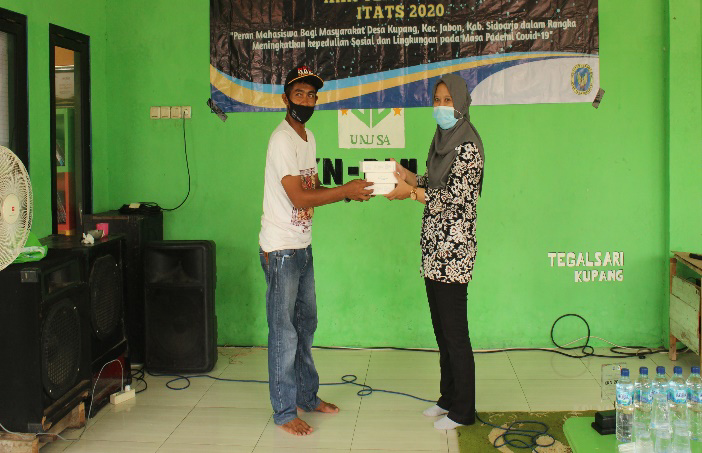 ITATS 2020
"Peran Mahasiswa Bagi Masyarakat Desa Kupang, Kec. Jabon, Kab. Sidoarjo dalam Rangka
Meningkatkan kepedulian Sosial dan Lingkungan pada Masa Pademi Covid-19"
UNUSA
TEGALSARI
KUPANG